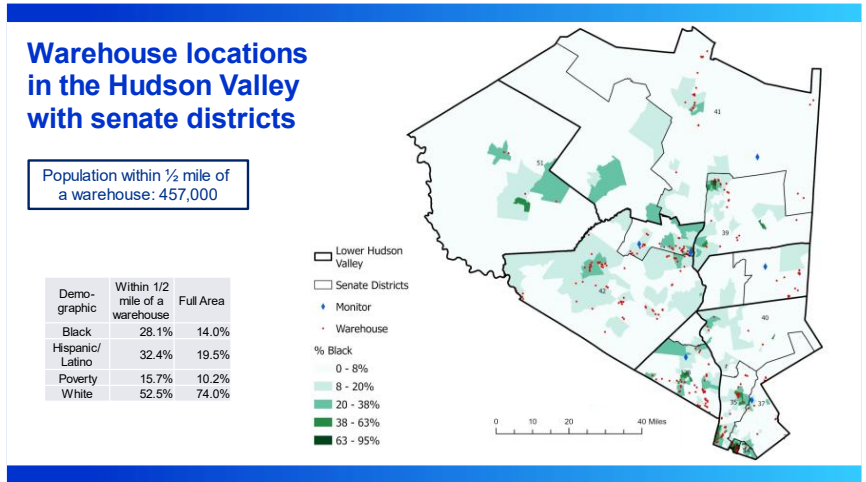 Warehouse locations
in the Hudson Valley
with senate districts
Population within ½ mile of
a warehouse: 457,000
Demo-
graphic
Within 1/2
mile of a
warehouse
Full Area
Black 28.1% 14.0%
Hispanic/
Latino
32.4% 19.5%
Poverty 15.7% 10.2%
White 52.5% 74.0%
Lower Hudson
Valley
Senate Districts
Monitor
Warehouse
% Black
0 - 8%
8 - 20%
20 - 38%
38 - 63%
63 - 95%
41
51
39
42
40
35
37
0 10 20 40 Miles